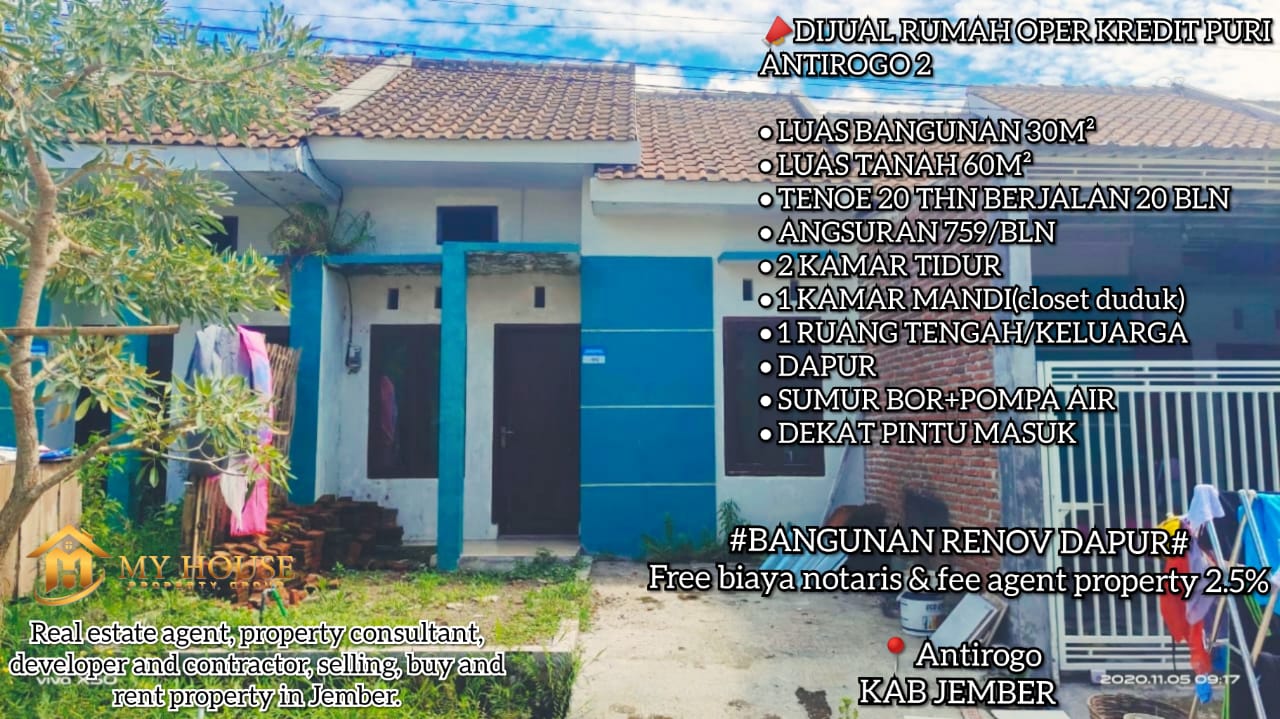 📣DIJUAL RUMAH OPER KREDIT PURI
ANTIROGO 2
• LUAS BANGUNAN 30M²
• LUAS TANAH 60M²
• TENOE 20 THN BERJALAN 20 BLN
• ANGSURAN 759/BLN
• 2 KAMAR TIDUR
• 1 KAMAR MANDI(closet duduk)
• 1 RUANG TENGAH/KELUARGA
• DAPUR
• SUMUR BOR+POMPA AIR
• DEKAT PINTU MASUK
#BANGUNAN RENOV DAPUR#
Free biaya notaris & fee agent property 2.5%
MY HOUSE
PROPERTY GROUP
Real estate agent, property consultant,
developer and contractor, selling, buy and
rent property in Jember.
📍Antirogo
KAB JEMBER
2020.11.05 09:17